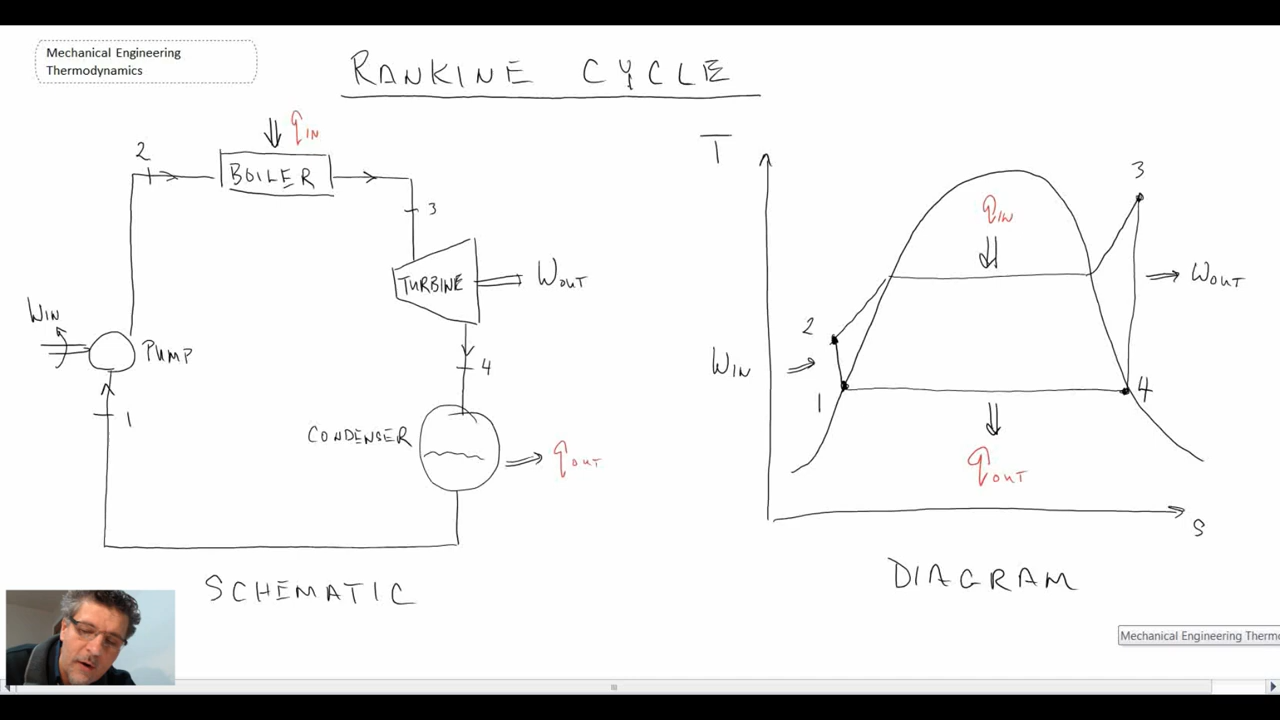 Mechanical Engineering
Thermodynamics
RANKINE CYCLE
qIN
2
BOILER
3
TURBINE
WOUT
WIN
PUMP
4
1
CONDENSER
qOUT
SCHEMATIC
T
3
qIN
WOUT
2
WIN
1
4
qOUT
S
DIAGRAM
Mechanical Engineering Thermo